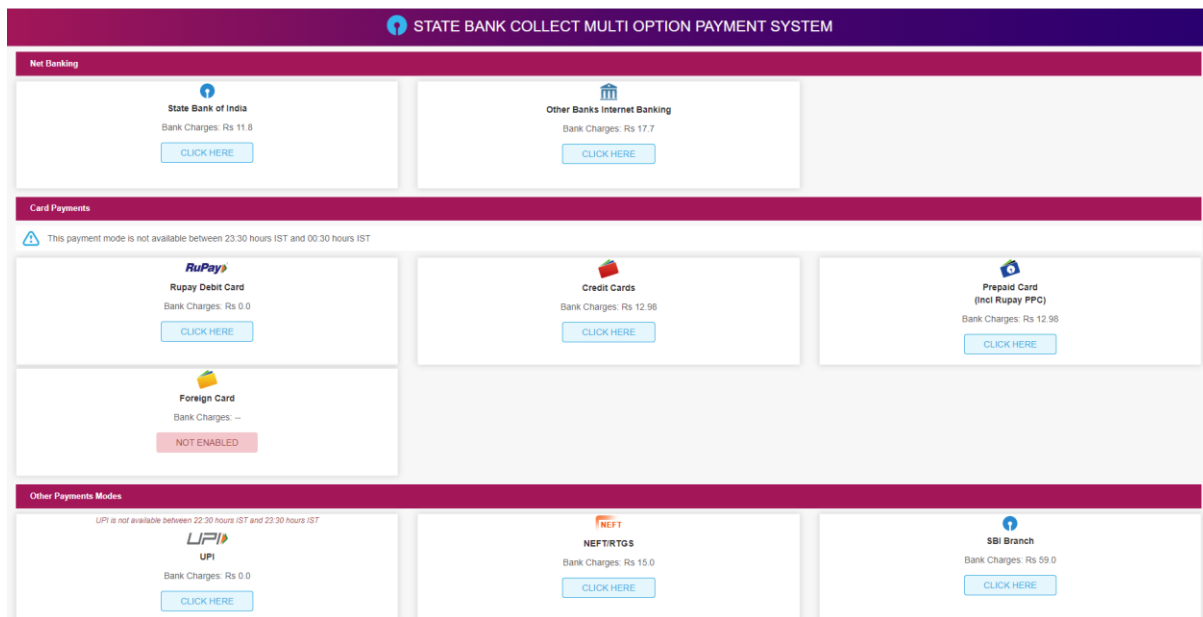 STATE BANK COLLECT MULTI OPTION PAYMENT SYSTEM
Net Banking
State Bank of India
Bank Charges: Rs 11.8
CLICK HERE
Other Banks Internet Banking
Bank Charges: Rs 17.7
CLICK HERE
Card Payments
This payment mode is not available between 23:30 hours IST and 00:30 hours IST
RuPay
Rupay Debit Card
Bank Charges: Rs 0.0
CLICK HERE
Credit Cards
Bank Charges: Rs 12.98
CLICK HERE
Prepaid Card
(Incl Rupay PPC)
Bank Charges: Rs 12.98
CLICK HERE
Foreign Card
Bank Charges: --
NOT ENABLED
Other Payments Modes
UPI is not available between 22:30 hours IST and 23:30 hours IST
UPI
UPI
Bank Charges: Rs 0.0
CLICK HERE
NEFT
NEFT/RTGS
Bank Charges: Rs 15.0
CLICK HERE
SBI Branch
Bank Charges: Rs 59.0
CLICK HERE